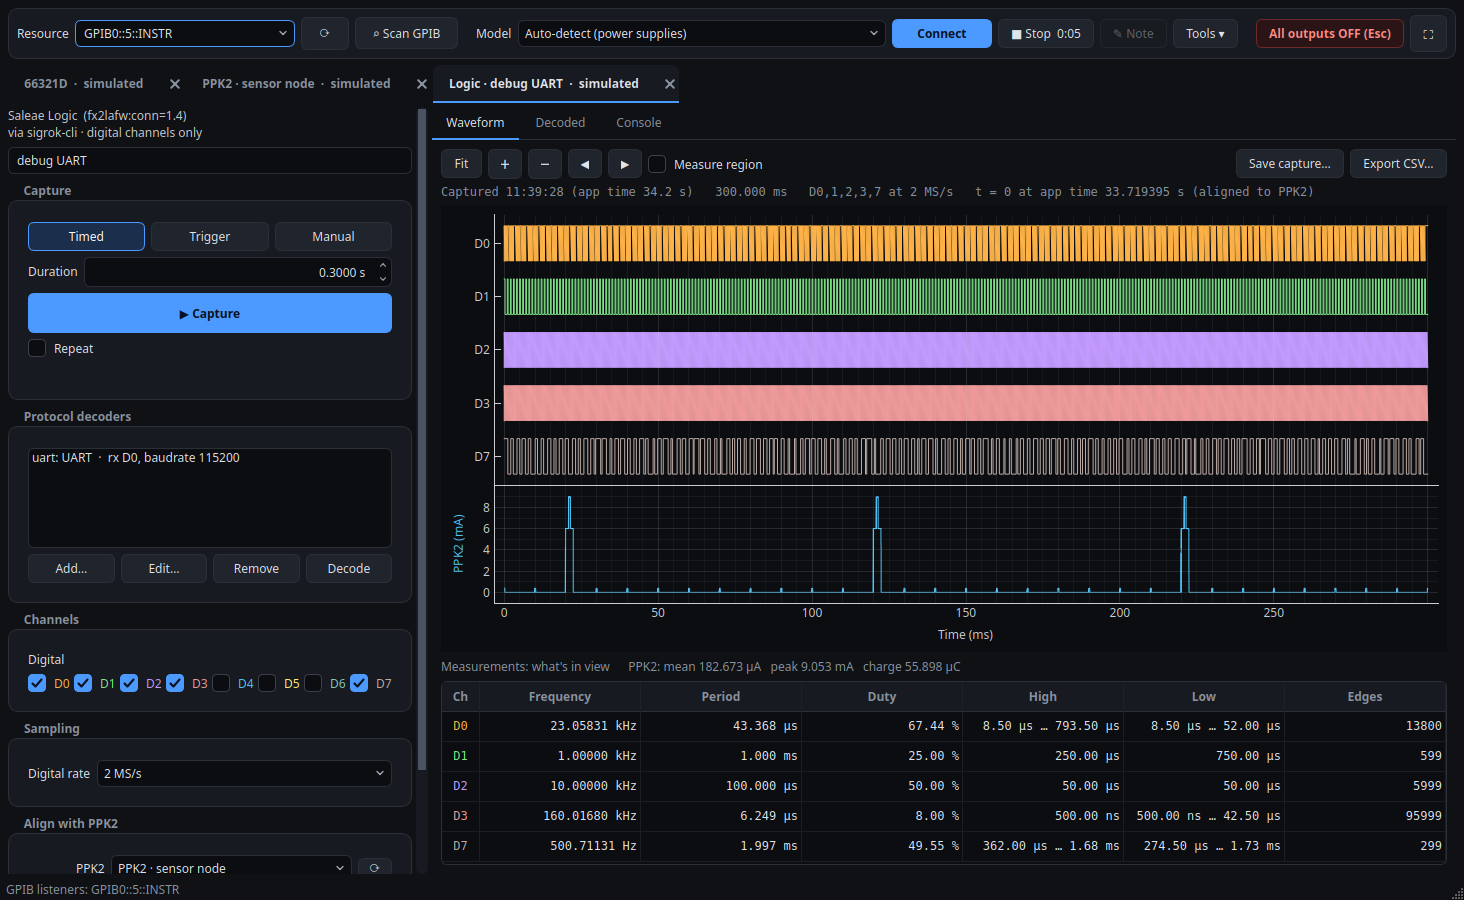 Resource GPIB0::5::INSTR ⟳ ⌕ Scan GPIB Model Auto-detect (power supplies) Connect ■ Stop 0:05 ✎ Note Tools ▾ All outputs OFF (Esc) ⛶
66321D · simulated ✕ PPK2 · sensor node · simulated ✕ Logic · debug UART · simulated ✕
Saleae Logic (fx2lafw:conn=1.4)
via sigrok-cli · digital channels only
debug UART
Capture
Timed Trigger Manual
Duration 0.3000 s
▶ Capture
Repeat
Protocol decoders
uart: UART · rx D0, baudrate 115200
Add... Edit... Remove Decode
Channels
Digital
D0 D1 D2 D3 D4 D5 D6 D7
Sampling
Digital rate 2 MS/s
Align with PPK2
PPK2 PPK2 · sensor node ⟳
Waveform Decoded Console
Fit + − ◀ ▶ Measure region Save capture... Export CSV...
Captured 11:39:28 (app time 34.2 s) 300.000 ms D0,1,2,3,7 at 2 MS/s t = 0 at app time 33.719395 s (aligned to PPK2)
D0
D1
D2
D3
D7
PPK2 (mA)
8
6
4
2
0
0 50 100 150 200 250
Time (ms)
Measurements: what's in view PPK2: mean 182.673 µA peak 9.053 mA charge 55.898 µC
Ch Frequency Period Duty High Low Edges
D0 23.05831 kHz 43.368 µs 67.44 % 8.50 µs … 793.50 µs 8.50 µs … 52.00 µs 13800
D1 1.00000 kHz 1.000 ms 25.00 % 250.00 µs 750.00 µs 599
D2 10.00000 kHz 100.000 µs 50.00 % 50.00 µs 50.00 µs 5999
D3 160.01680 kHz 6.249 µs 8.00 % 500.00 ns 500.00 ns … 42.50 µs 95999
D7 500.71131 Hz 1.997 ms 49.55 % 362.00 µs … 1.68 ms 274.50 µs … 1.73 ms 299
GPIB listeners: GPIB0::5::INSTR